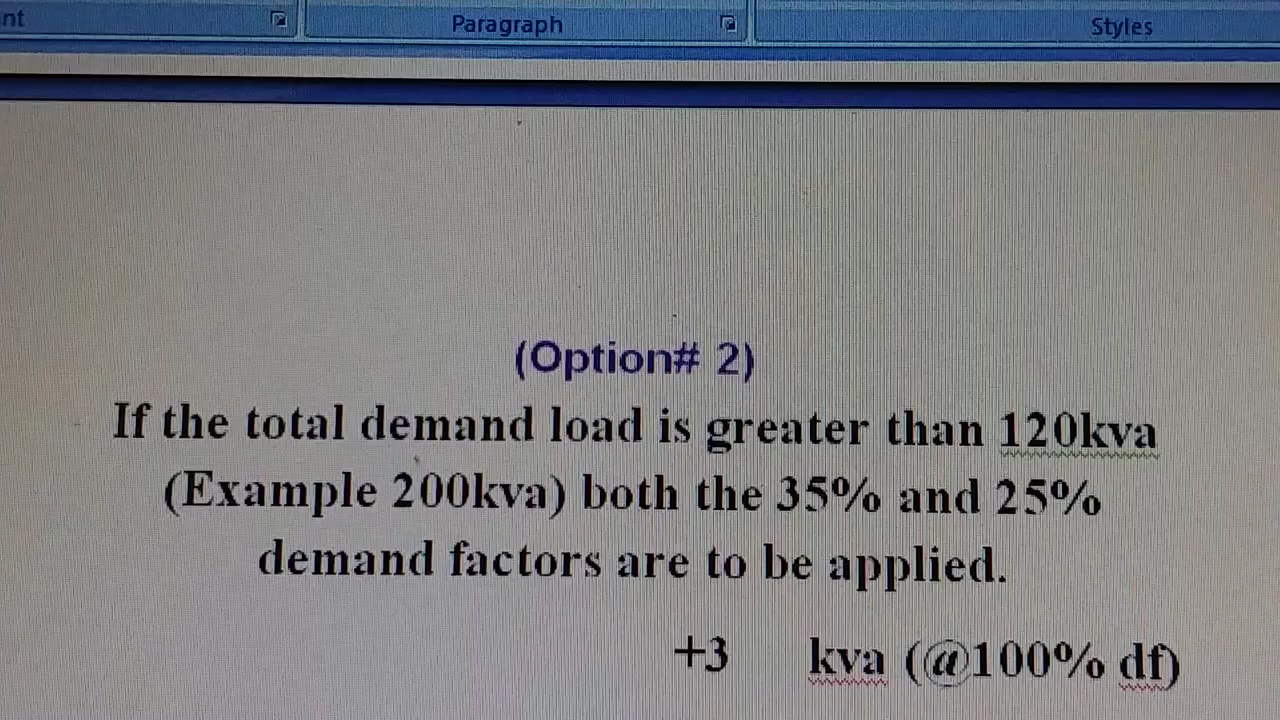 nt Paragraph Styles
(Option# 2)
If the total demand load is greater than 120kva
(Example 200kva) both the 35% and 25%
demand factors are to be applied.
+3 kva (@100% df)